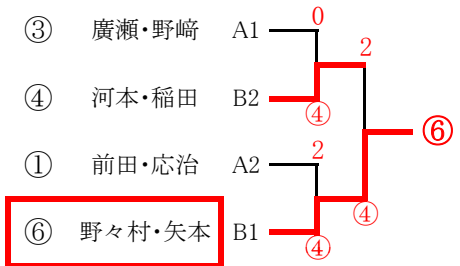 ③ 廣瀬・野﨑 A1 0
2
④ 河本・稲田 B2 ④
⑥
① 前田・応治 A2 2
④
⑥ 野々村・矢本 B1 ④